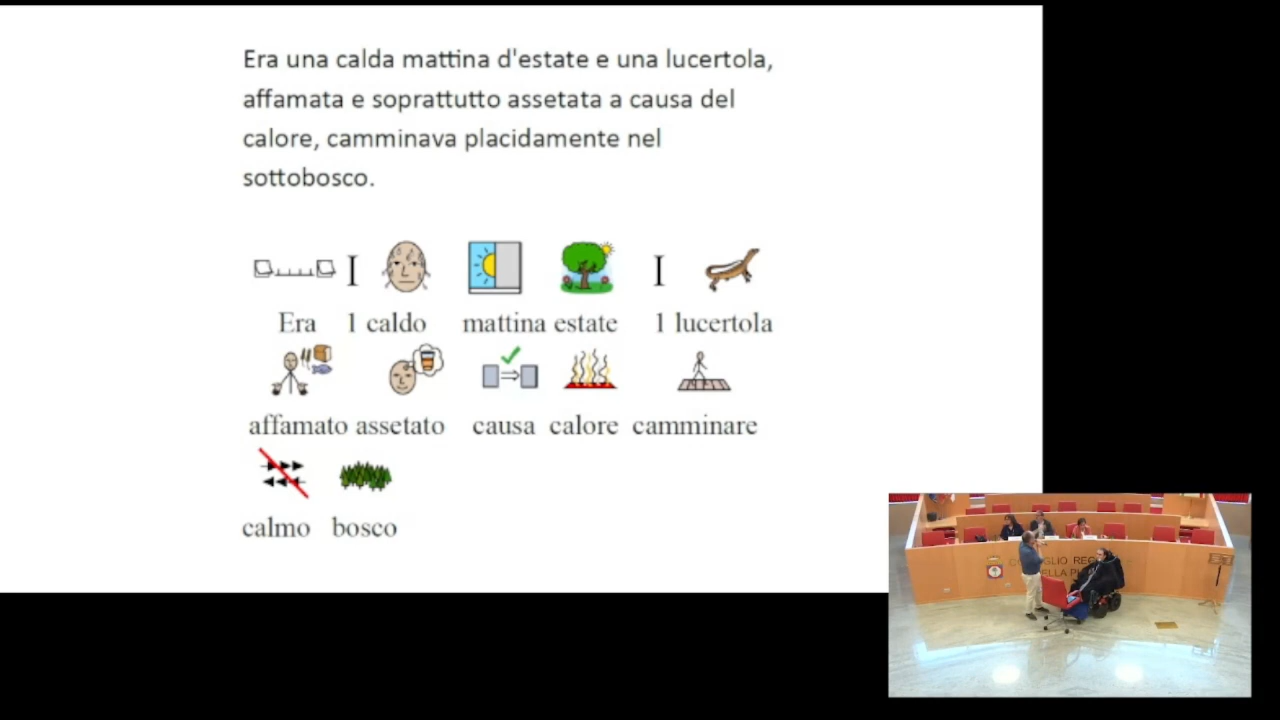 Era una calda mattina d'estate e una lucertola,
affamata e soprattutto assetata a causa del
calore, camminava placidamente nel
sottobosco.
I I
Era 1 caldo mattina estate 1 lucertola
affamato assetato causa calore camminare
calmo bosco